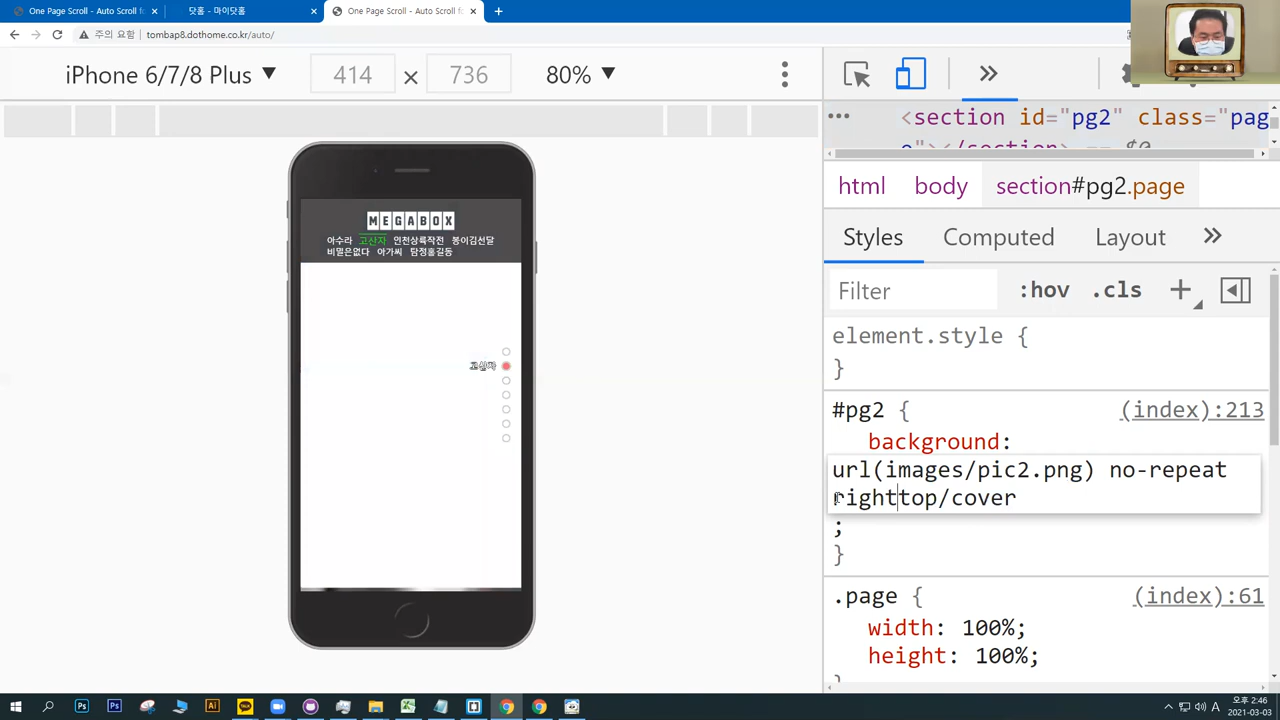 One Page Scroll - Auto Scroll fo
닷홈 - 마이닷홈
One Page Scroll - Auto Scroll for
주의 요함
tombap8.dothome.co.kr/auto/
iPhone 6/7/8 Plus ▼
414 × 736
80% ▼
MEGABOX
아수라 고산자 인천상륙작전 봉이김선달
비밀은없다 아가씨 탐정홍길동
고산자
<section id="pg2" class="pag
e"></section> == $0
html body section#pg2.page
Styles Computed Layout
Filter :hov .cls
element.style {
}
#pg2 { (index):213
background:
url(images/pic2.png) no-repeat
righttop/cover
;
}
.page { (index):61
width: 100%;
height: 100%;
오후 2:46
2021-03-03